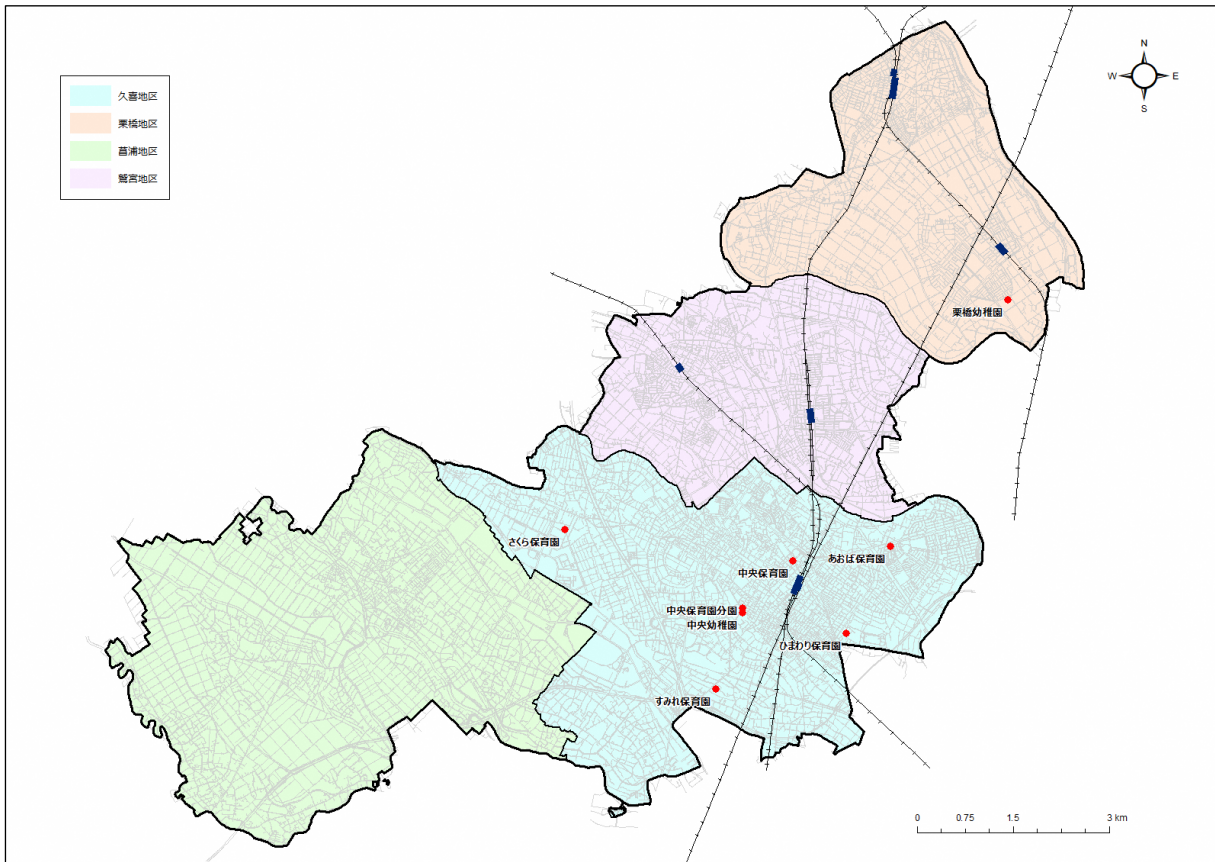 久喜地区
栗橋地区
菖蒲地区
鷲宮地区
N
W
E
S
栗橋幼稚園
さくら保育園
あおば保育園
中央保育園
中央保育園分園
中央幼稚園
ひまわり保育園
すみれ保育園
0 0.75 1.5 3 km